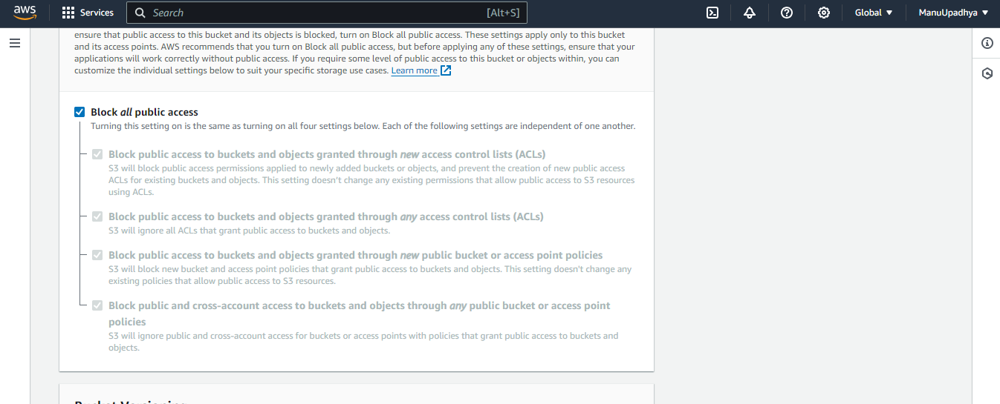 aws
Services
Search
[Alt+S]
Global
ManuUpadhya
ensure that public access to this bucket and its objects is blocked, turn on Block all public access. These settings apply only to this bucket
and its access points. AWS recommends that you turn on Block all public access, but before applying any of these settings, ensure that your
applications will work correctly without public access. If you require some level of public access to this bucket or objects within, you can
customize the individual settings below to suit your specific storage use cases. Learn more
Block all public access
Turning this setting on is the same as turning on all four settings below. Each of the following settings are independent of one another.
Block public access to buckets and objects granted through new access control lists (ACLs)
S3 will block public access permissions applied to newly added buckets or objects, and prevent the creation of new public access
ACLs for existing buckets and objects. This setting doesn't change any existing permissions that allow public access to S3 resources
using ACLs.
Block public access to buckets and objects granted through any access control lists (ACLs)
S3 will ignore all ACLs that grant public access to buckets and objects.
Block public access to buckets and objects granted through new public bucket or access point policies
S3 will block new bucket and access point policies that grant public access to buckets and objects. This setting doesn't change any
existing policies that allow public access to S3 resources.
Block public and cross-account access to buckets and objects through any public bucket or access point
policies
S3 will ignore public and cross-account access for buckets or access points with policies that grant public access to buckets and
objects.
Bucket Versioning